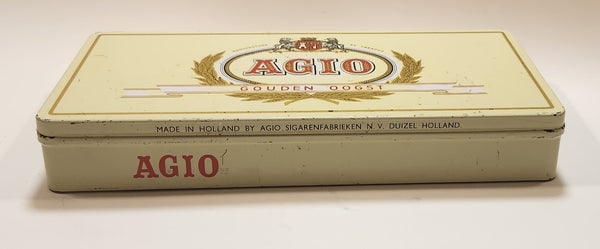 AGIO
GOUDEN OOGST
MADE IN HOLLAND BY AGIO. SIGARENFABRIEKEN N.V. DUIZEL HOLLAND
AGIO